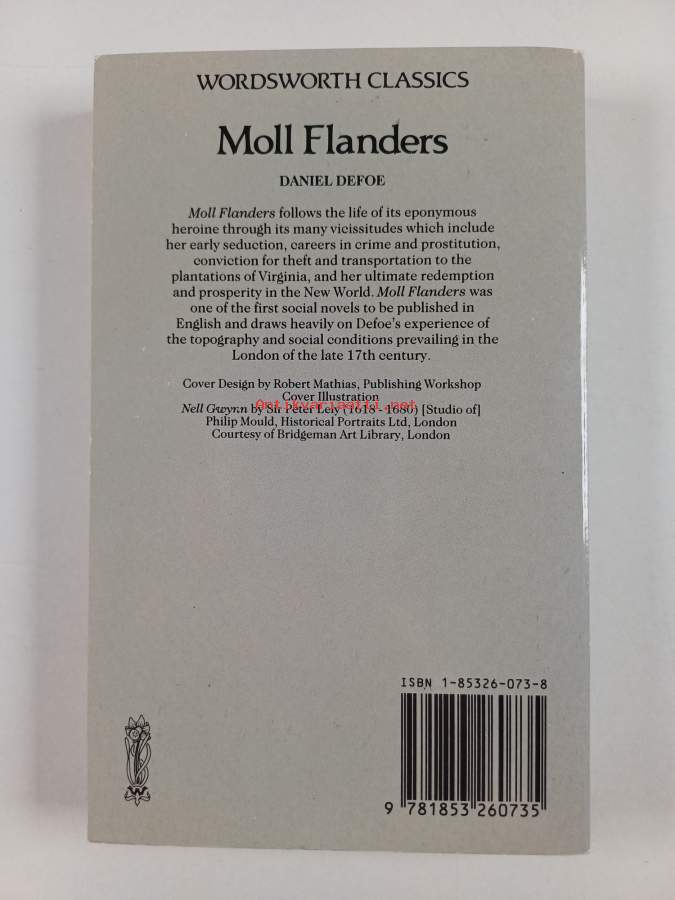 WORDSWORTH CLASSICS
Moll Flanders
DANIEL DEFOE
Moll Flanders follows the life of its eponymous
heroine through its many vicissitudes which include
her early seduction, careers in crime and prostitution,
conviction for theft and transportation to the
plantations of Virginia, and her ultimate redemption
and prosperity in the New World. Moll Flanders was
one of the first social novels to be published in
English and draws heavily on Defoe's experience of
the topography and social conditions prevailing in the
London of the late 17th century.
Cover Design by Robert Mathias, Publishing Workshop
Cover Illustration
Antikvariaatti.net
Nell Gwynn by Sir Peter Lely (1618 - 1680) [Studio of]
Philip Mould, Historical Portraits Ltd, London
Courtesy of Bridgeman Art Library, London
ISBN 1-85326-073-8
W
9 781853 260735